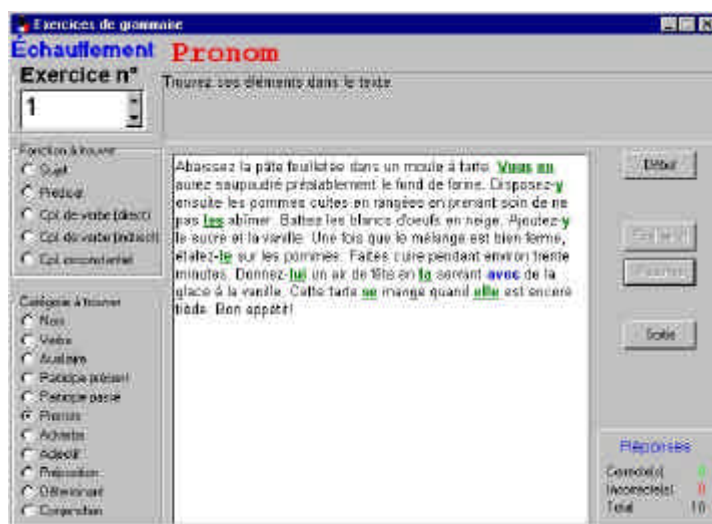 Exercices de grammaire
Échauffement
Pronom
Exercice n°
1
Trouvez ces éléments dans le texte
Fonction à trouver
Sujet
Prédicat
Cpl. de verbe (direct)
Cpl. de verbe (indirect)
Cpl. circonstanciel
Catégorie à trouver
Nom
Verbe
Auxiliaire
Participe présent
Participe passé
Pronom
Adverbe
Adjectif
Préposition
Déterminant
Conjonction
Abaissez la pâte feuilletée dans un moule à tarte. Vous en
aurez saupoudré préalablement le fond de farine. Disposez-y
ensuite les pommes cuites en rangées en prenant soin de ne
pas les abîmer. Battez les blancs d'oeufs en neige. Ajoutez-y
le sucre et la vanille. Une fois que le mélange est bien ferme,
étalez-le sur les pommes. Faites cuire pendant environ trente
minutes. Donnez-lui un air de fête en la servant avec de la
glace à la vanille. Cette tarte se mange quand elle est encore
tiède. Bon appétit!
Début
Sortie
Réponses
Correcte(s)
Incorrecte(s) 0
Total 10